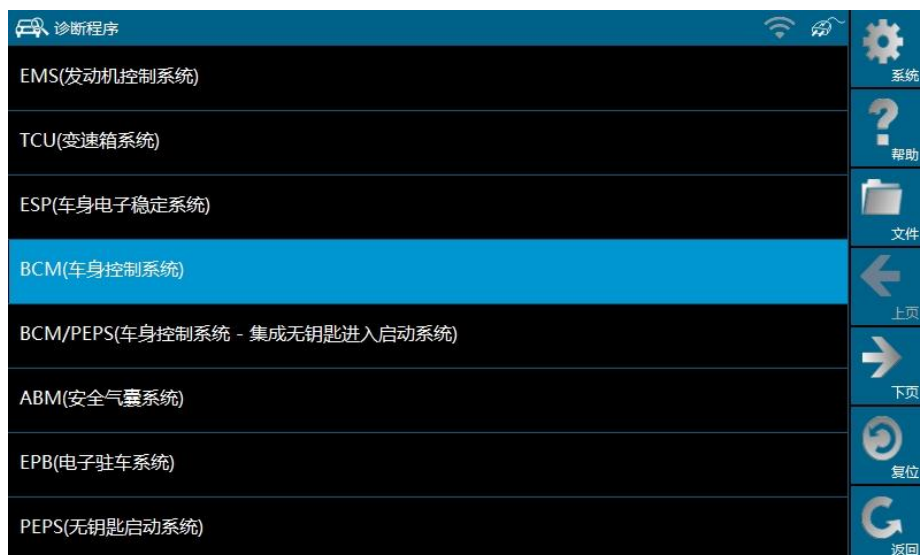 诊断程序
EMS(发动机控制系统)
TCU(变速箱系统)
ESP(车身电子稳定系统)
BCM(车身控制系统)
BCM/PEPS(车身控制系统 - 集成无钥匙进入启动系统)
ABM(安全气囊系统)
EPB(电子驻车系统)
PEPS(无钥匙启动系统)
系统
帮助
文件
上页
下页
复位
返回